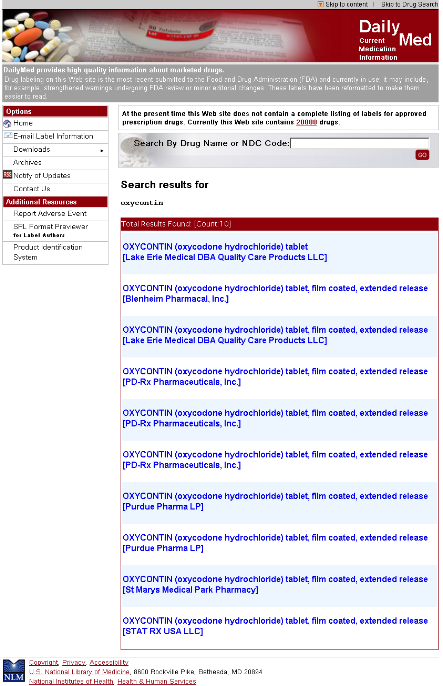 Skip to content | Skip to Drug Search
Daily
Med
Current
Medication
Information
DailyMed provides high quality information about marketed drugs.
Drug labeling on this Web site is the most recent submitted to the Food and Drug Administration (FDA) and currently in use; it may include,
for example, strengthened warnings undergoing FDA review or minor editorial changes. These labels have been reformatted to make them
easier to read.
Options
Home
E-mail Label Information
Downloads
Archives
RSS Notify of Updates
Contact Us
Additional Resources
Report Adverse Event
SPL Format Previewer
for Label Authors
Product Identification
System
At the present time this Web site does not contain a complete listing of labels for approved
prescription drugs. Currently this Web site contains drugs.
Search By Drug Name or NDC Code:
GO
Search results for
oxycontin
Total Results Found: [Count 10]
OXYCONTIN (oxycodone hydrochloride) tablet
[Lake Erie Medical DBA Quality Care Products LLC]
OXYCONTIN (oxycodone hydrochloride) tablet, film coated, extended release
[Blenheim Pharmacal, Inc.]
OXYCONTIN (oxycodone hydrochloride) tablet, film coated, extended release
[Lake Erie Medical DBA Quality Care Products LLC]
OXYCONTIN (oxycodone hydrochloride) tablet, film coated, extended release
[PD-Rx Pharmaceuticals, Inc.]
OXYCONTIN (oxycodone hydrochloride) tablet, film coated, extended release
[PD-Rx Pharmaceuticals, Inc.]
OXYCONTIN (oxycodone hydrochloride) tablet, film coated, extended release
[PD-Rx Pharmaceuticals, Inc.]
OXYCONTIN (oxycodone hydrochloride) tablet, film coated, extended release
[Purdue Pharma LP]
OXYCONTIN (oxycodone hydrochloride) tablet, film coated, extended release
[Purdue Pharma LP]
OXYCONTIN (oxycodone hydrochloride) tablet, film coated, extended release
[St Marys Medical Park Pharmacy]
OXYCONTIN (oxycodone hydrochloride) tablet, film coated, extended release
[STAT RX USA LLC]
NLM
Copyright, Privacy, Accessibility
U.S. National Library of Medicine, 8600 Rockville Pike, Bethesda, MD 20894
National Institutes of Health, Health & Human Services